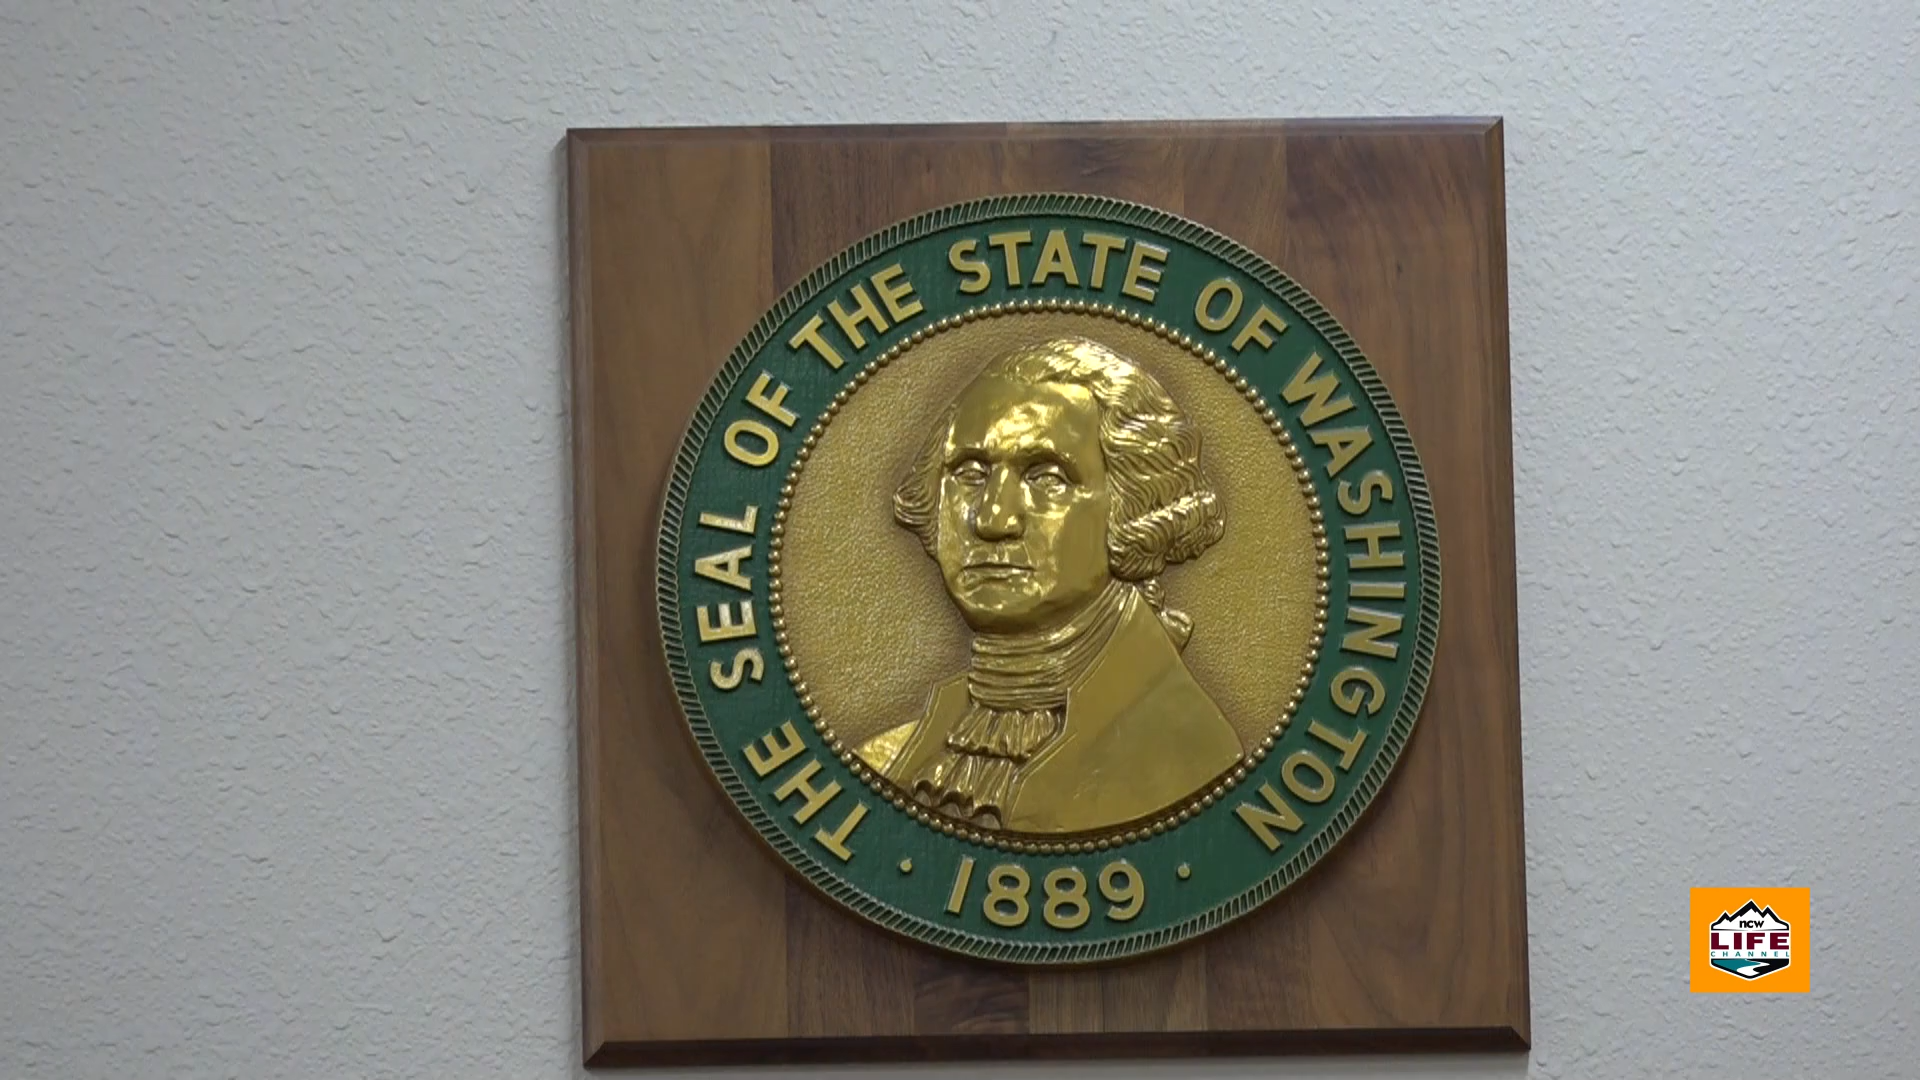 THE SEAL OF THE STATE OF WASHINGTON
· 1889 ·
ncw
LIFE
CHANNEL